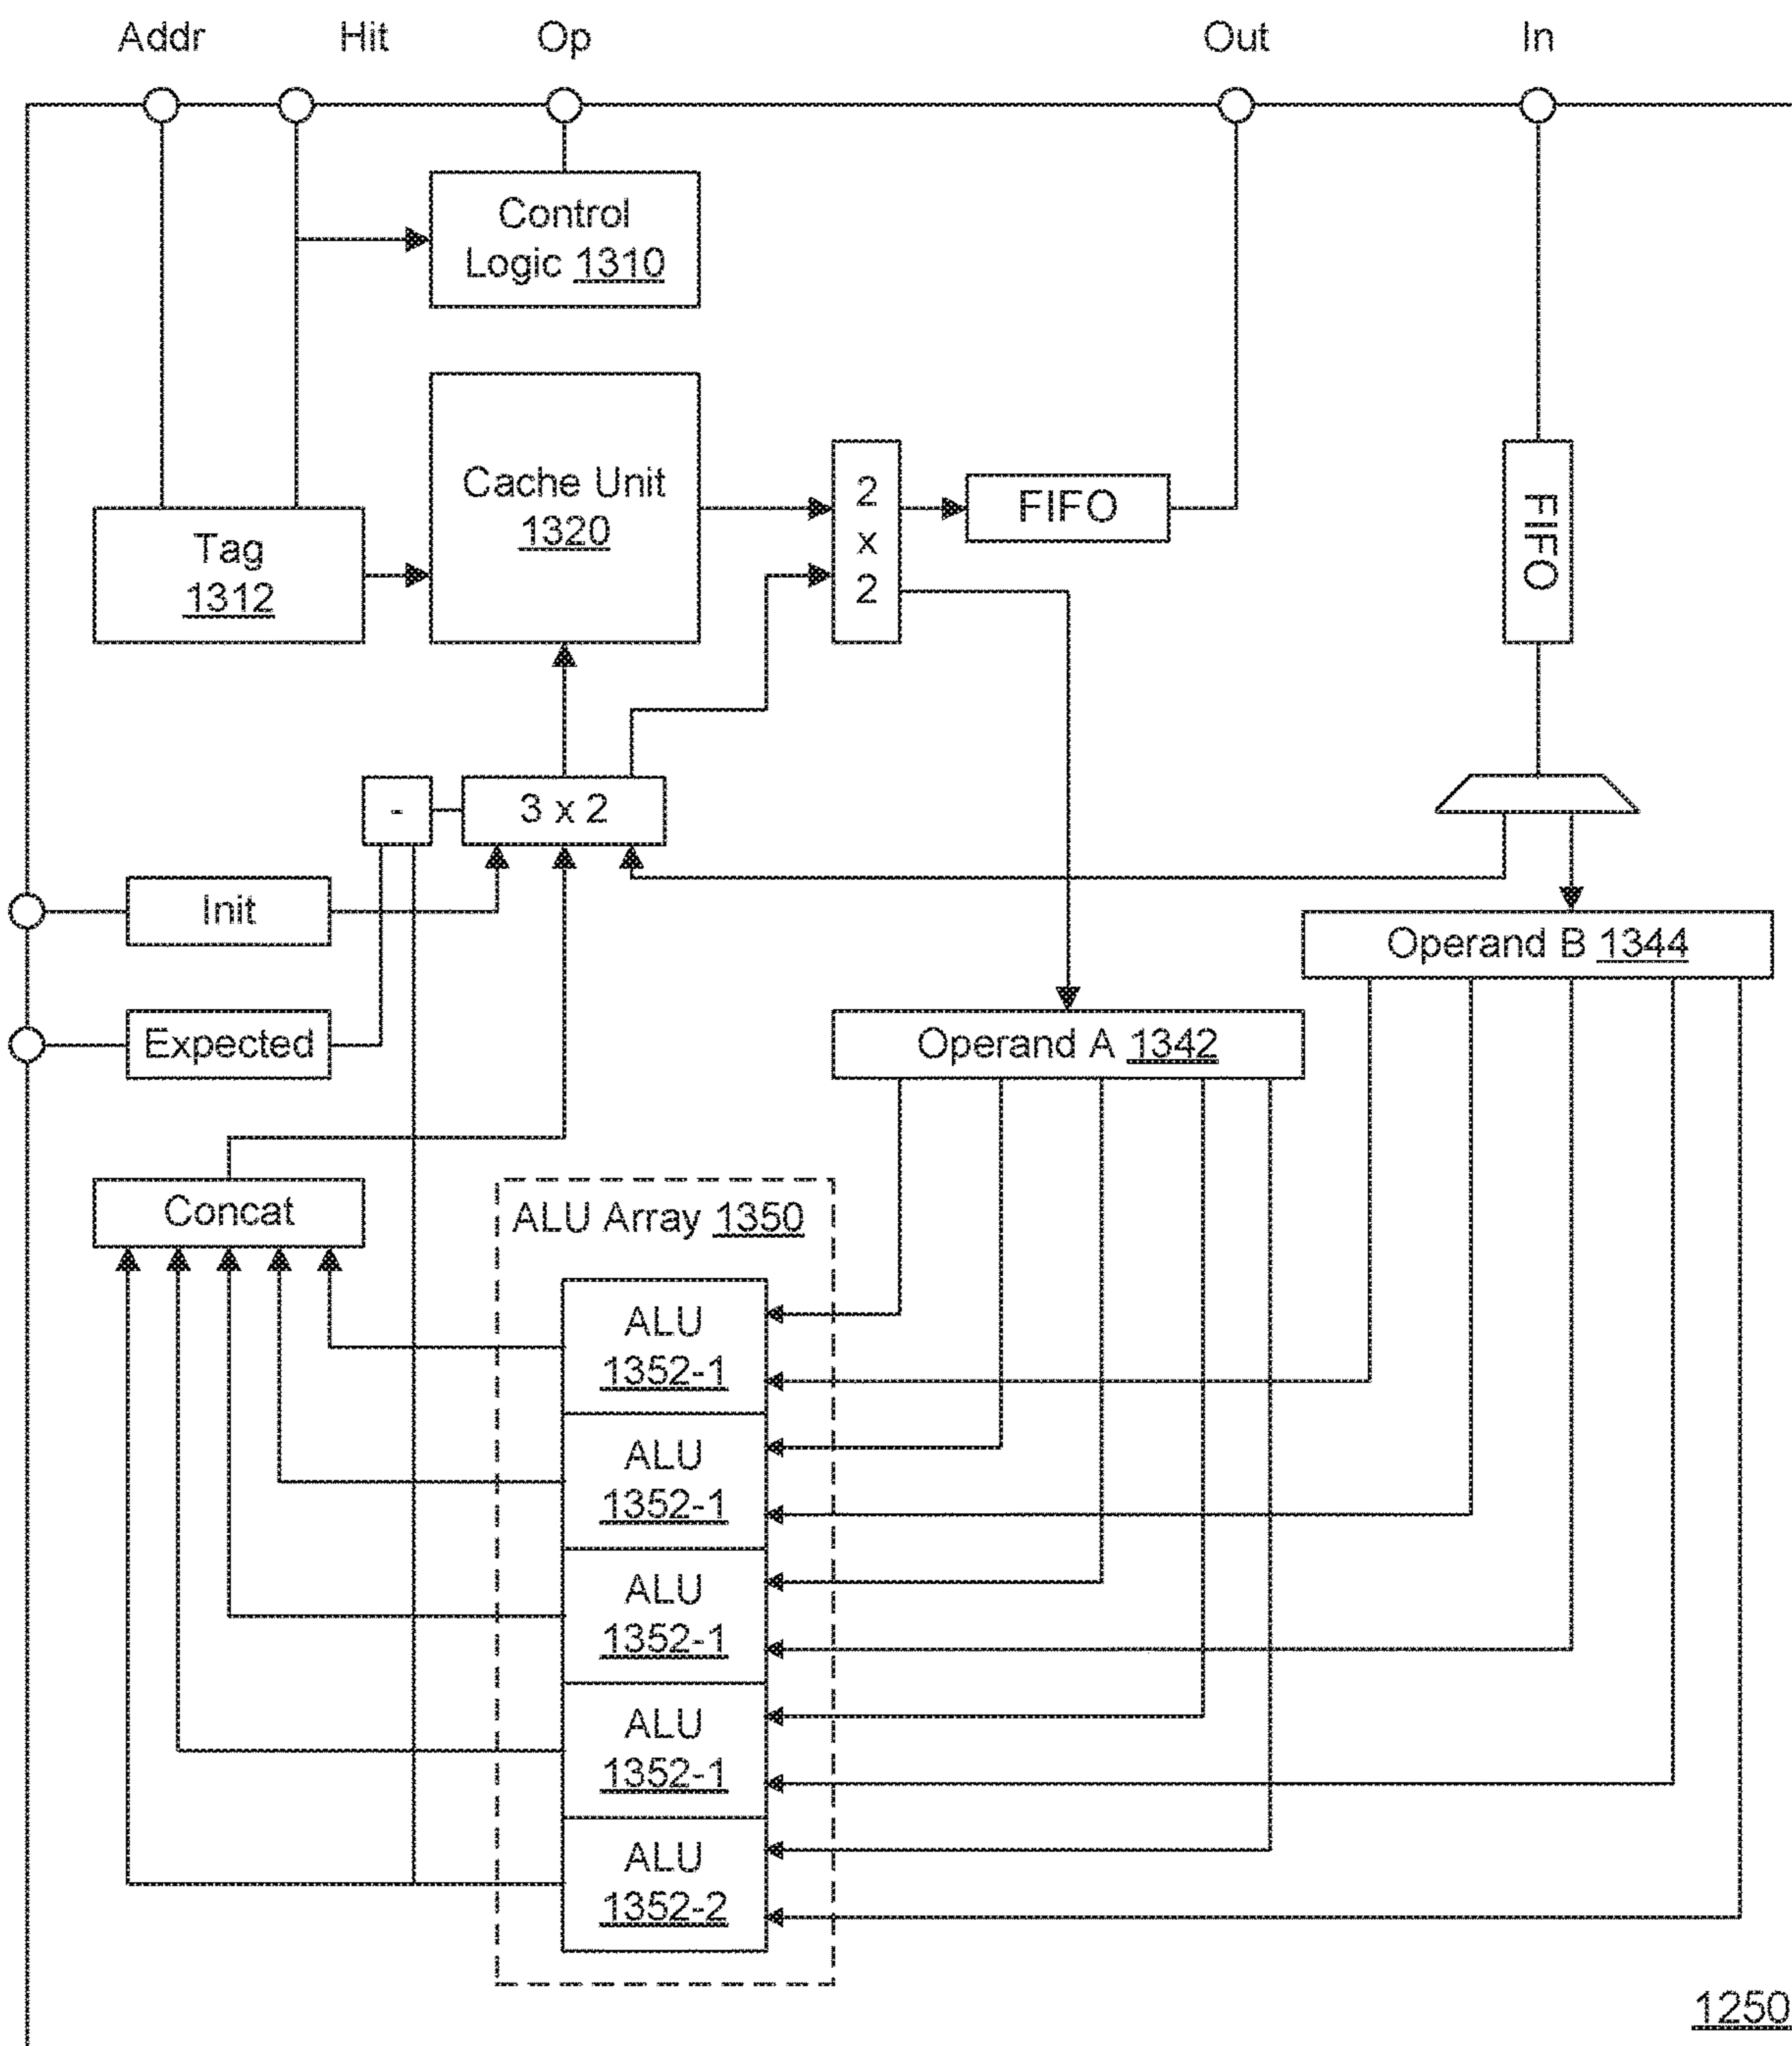 Addr Hit Op Out In
Control
Logic 1310
Cache Unit
1320
2
x
2
FIFO
FIFO
Tag
1312
-
3 x 2
Init
Operand B 1344
Expected
Operand A 1342
Concat
ALU Array 1350
ALU
1352-1
ALU
1352-1
ALU
1352-1
ALU
1352-1
ALU
1352-2
1250